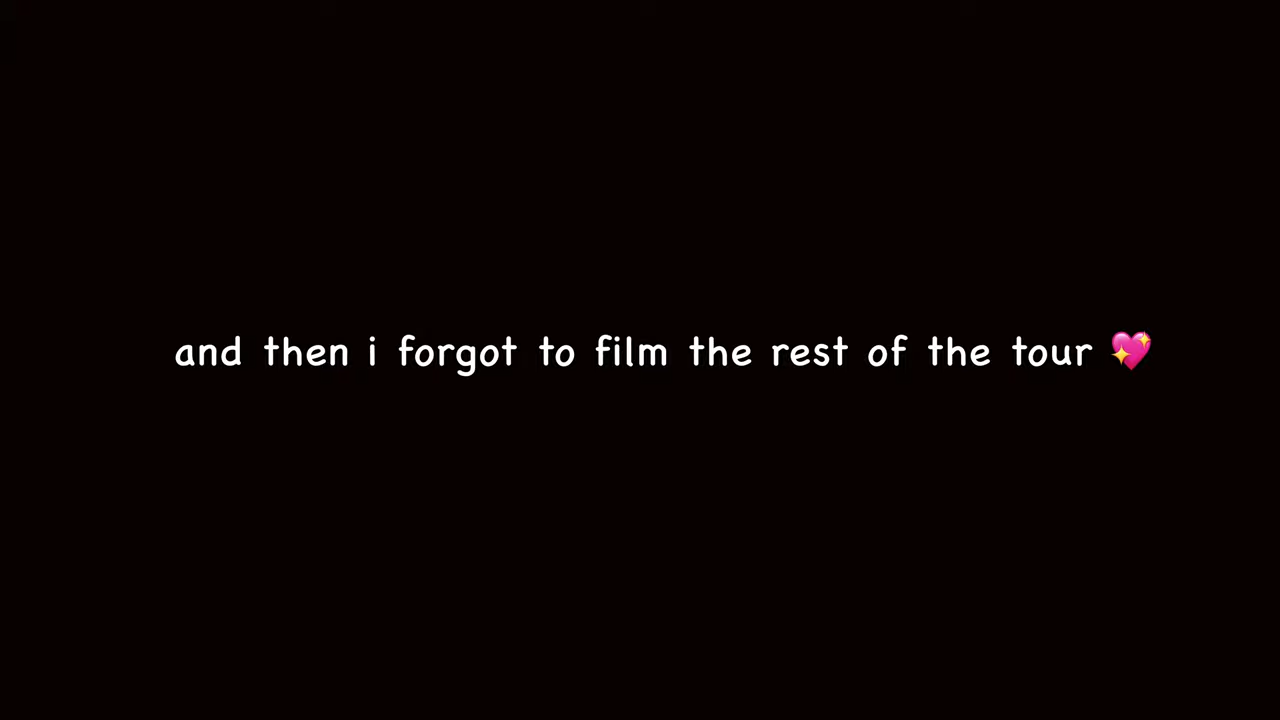 and then i forgot to film the rest of the tour 💖